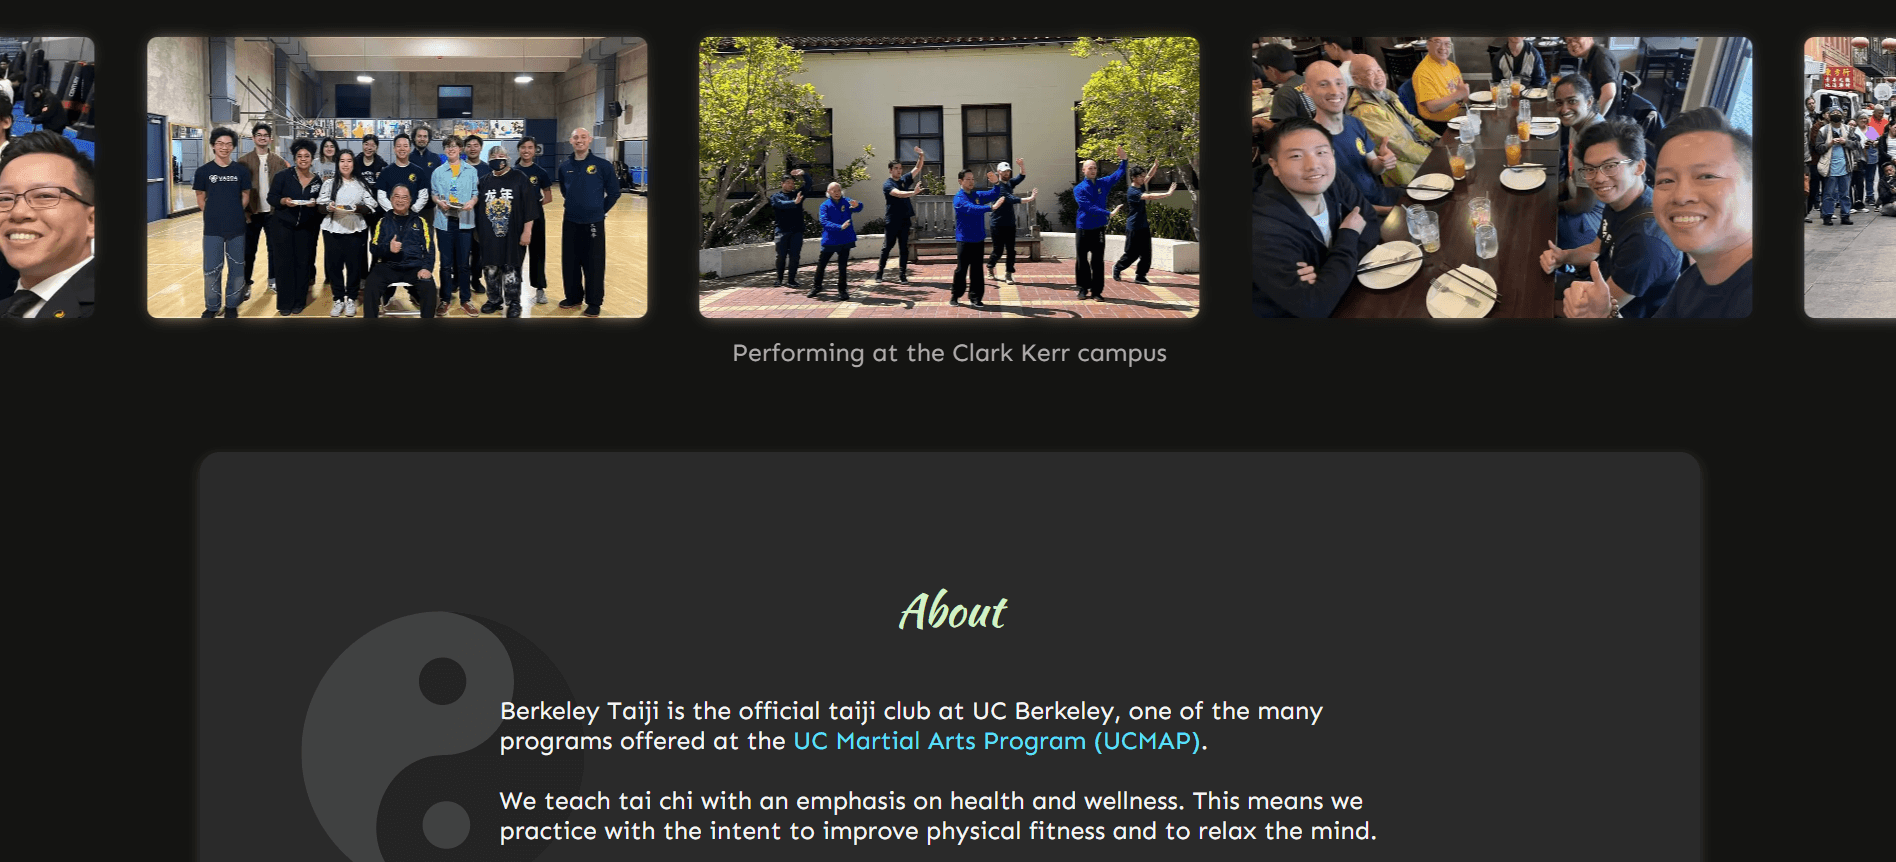 龙年
Performing at the Clark Kerr campus
About
Berkeley Taiji is the official taiji club at UC Berkeley, one of the many
programs offered at the UC Martial Arts Program (UCMAP).
We teach tai chi with an emphasis on health and wellness. This means we
practice with the intent to improve physical fitness and to relax the mind.